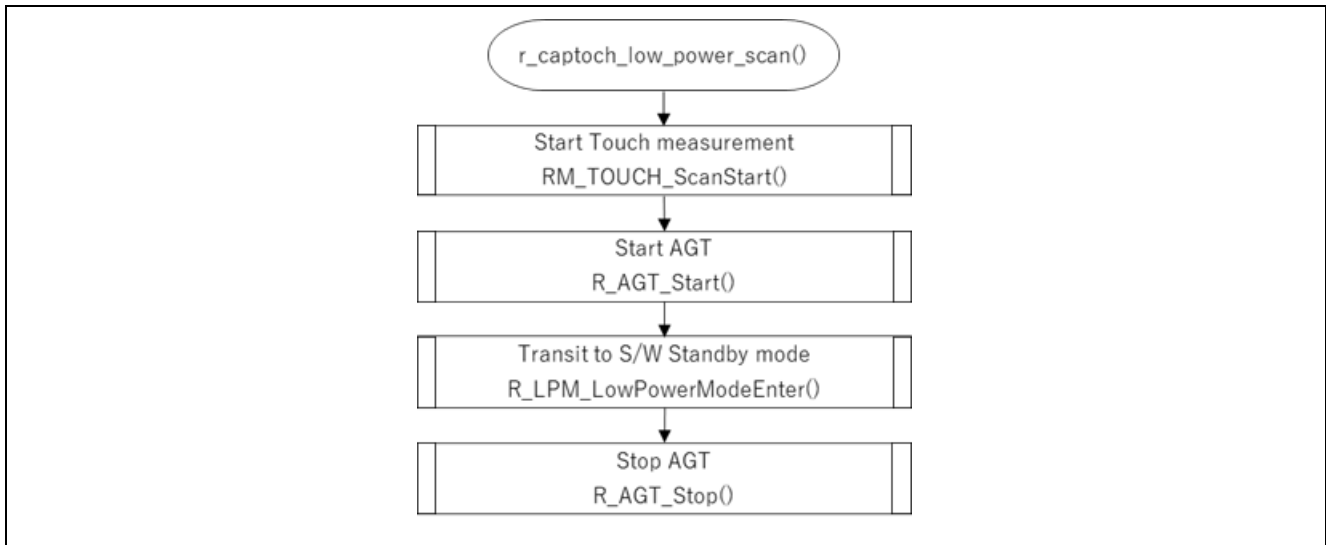 r_captoch_low_power_scan()
Start Touch measurement
RM_TOUCH_ScanStart()
Start AGT
R_AGT_Start()
Transit to S/W Standby mode
R_LPM_LowPowerModeEnter()
Stop AGT
R_AGT_Stop()